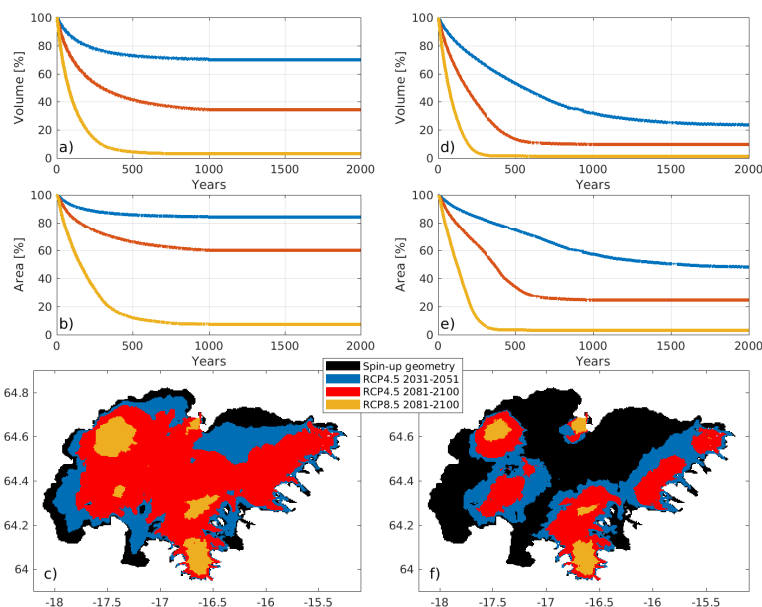 100
80
60
40
20
0
Volume [%]
a)
0 500 1000 1500 2000
Years
100
80
60
40
20
0
Volume [%]
d)
0 500 1000 1500 2000
Years
100
80
60
40
20
0
Area [%]
b)
0 500 1000 1500 2000
Years
100
80
60
40
20
0
Area [%]
e)
0 500 1000 1500 2000
Years
Spin-up geometry
RCP4.5 2031-2051
RCP4.5 2081-2100
RCP8.5 2081-2100
64.8
64.6
64.4
64.2
64
c)
-18 -17.5 -17 -16.5 -16 -15.5
64.8
64.6
64.4
64.2
64
f)
-18 -17.5 -17 -16.5 -16 -15.5